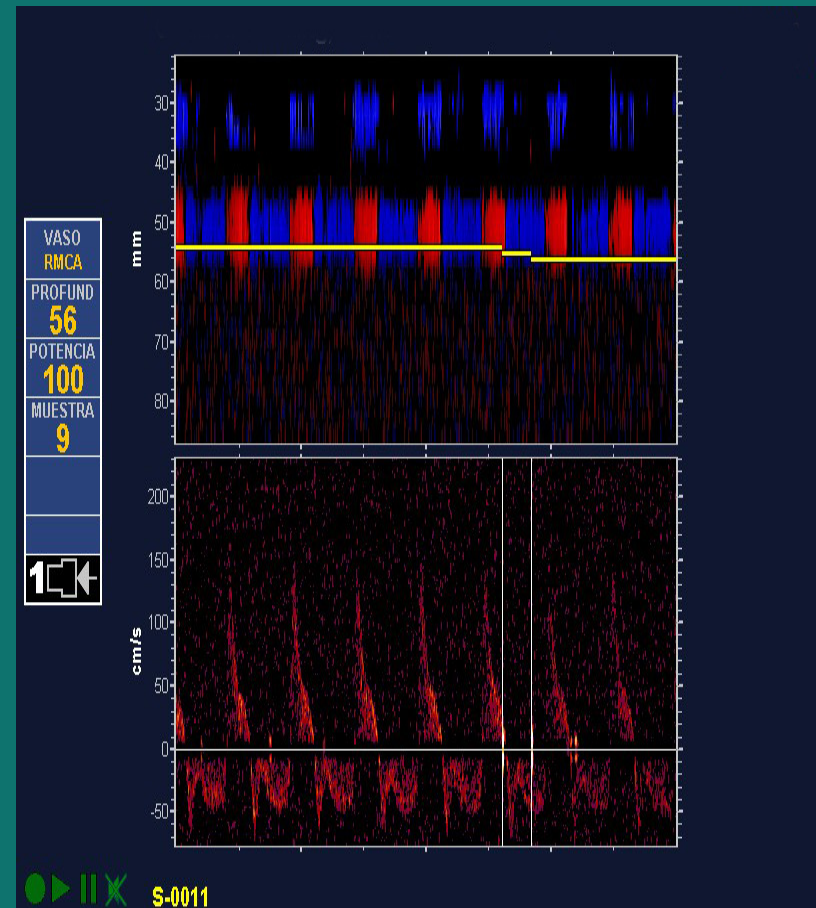 VASO
RMCA
PROFUND
56
POTENCIA
100
MUESTRA
9
1
mm
30
40
50
60
70
80
cm/s
200
150
100
50
0
-50
S-0011